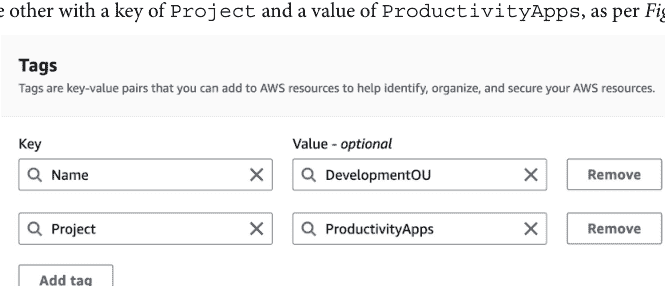 e other with a key of Project and a value of ProductivityApps, as per Fig
Tags
Tags are key-value pairs that you can add to AWS resources to help identify, organize, and secure your AWS resources.
Key Value - optional
Name DevelopmentOU Remove
Project ProductivityApps Remove
Add tag